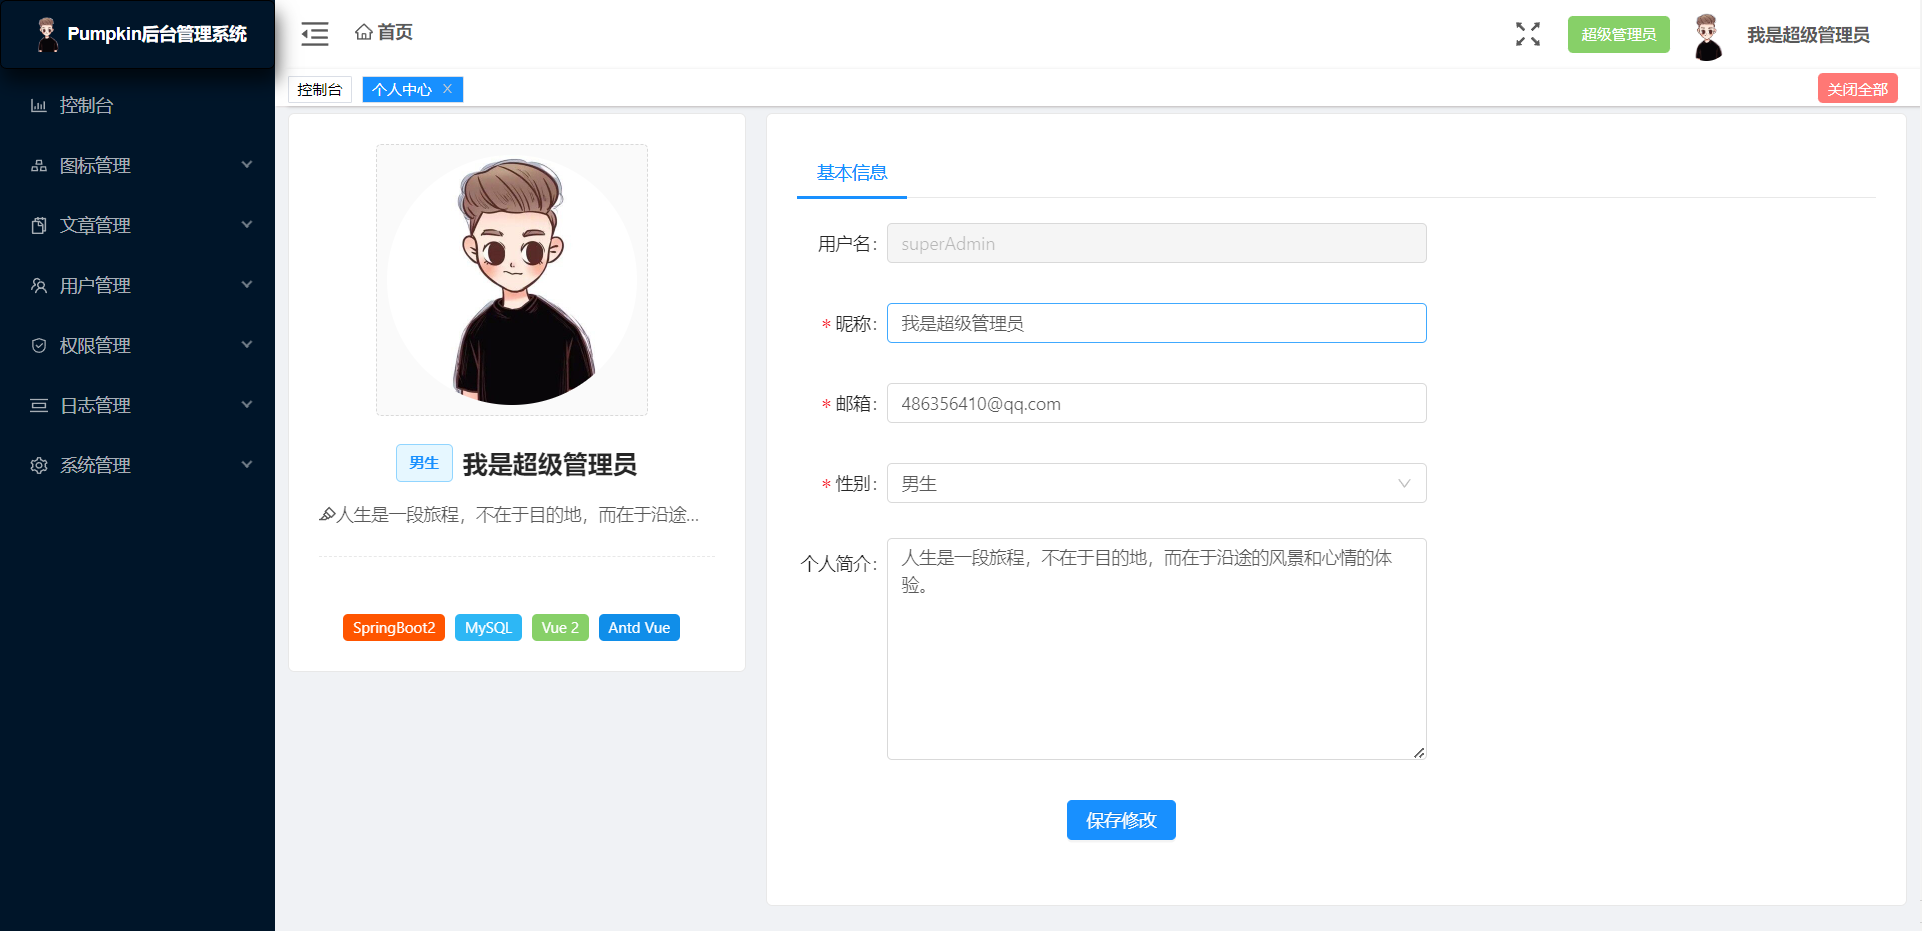 Pumpkin后台管理系统
首页
超级管理员
我是超级管理员
控制台
个人中心
关闭全部
控制台
图标管理
文章管理
用户管理
权限管理
日志管理
系统管理
男生 我是超级管理员
人生是一段旅程，不在于目的地，而在于沿途...
SpringBoot2 MySQL Vue 2 Antd Vue
基本信息
用户名： superAdmin
* 昵称： 我是超级管理员
* 邮箱： 486356410@qq.com
* 性别： 男生
个人简介： 人生是一段旅程，不在于目的地，而在于沿途的风景和心情的体
验。
保存修改